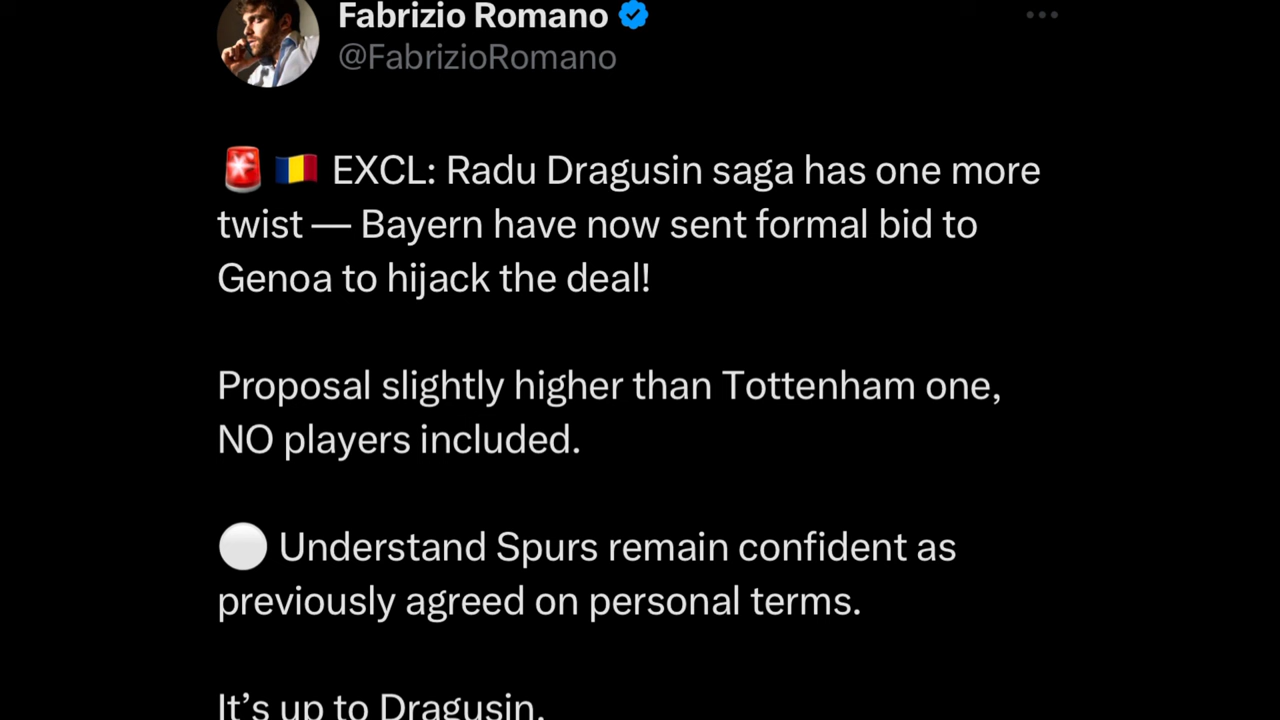 Fabrizio Romano
@FabrizioRomano
EXCL: Radu Dragusin saga has one more
twist — Bayern have now sent formal bid to
Genoa to hijack the deal!
Proposal slightly higher than Tottenham one,
NO players included.
Understand Spurs remain confident as
previously agreed on personal terms.
It’s up to Dragusin.